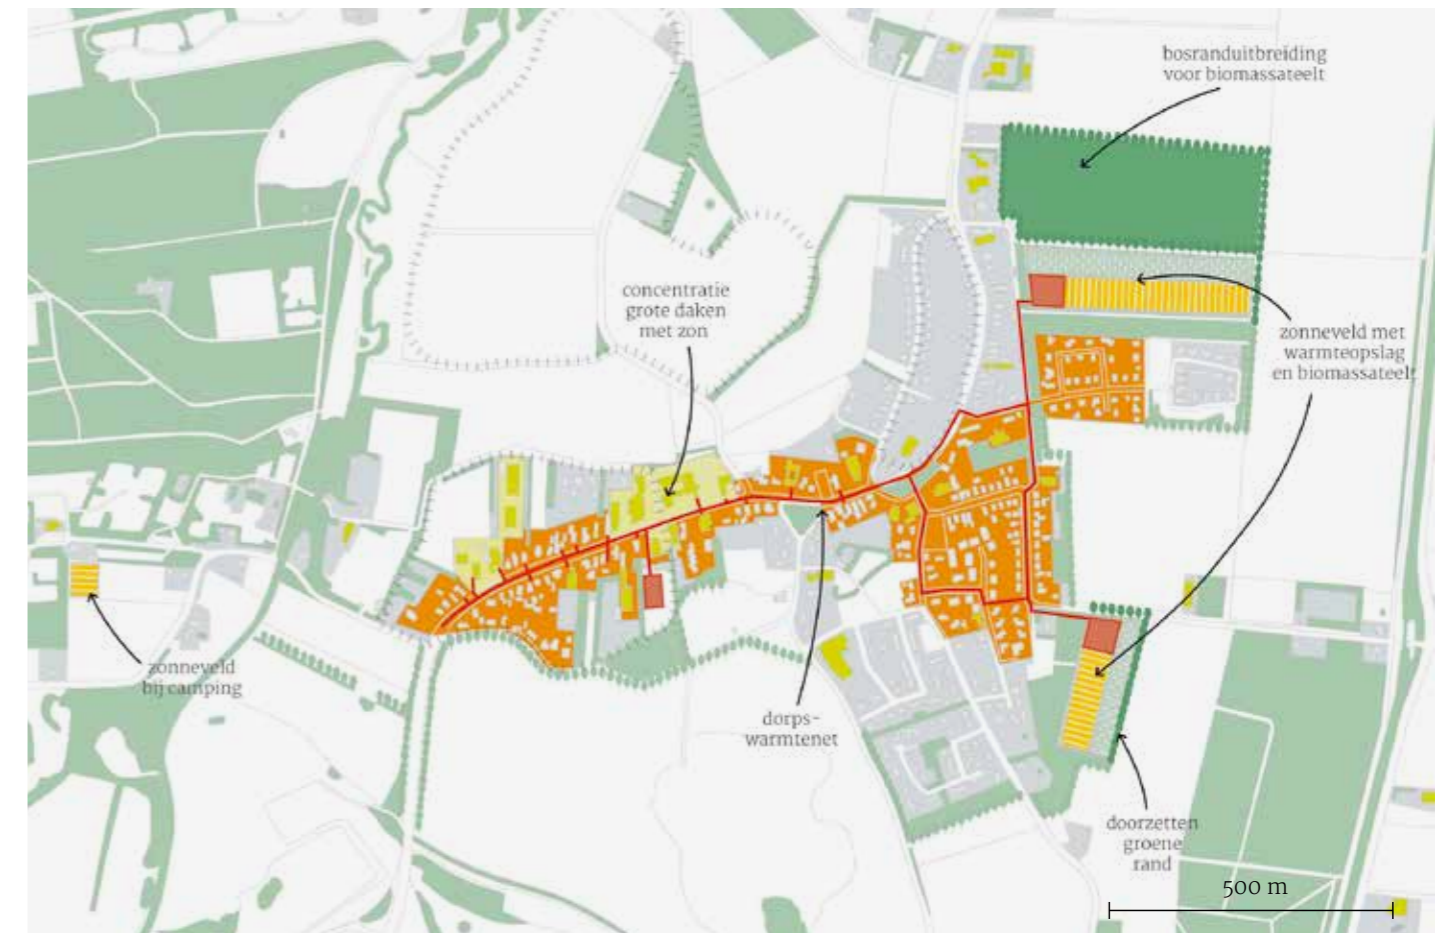 bosranduitbreiding
voor biomassateelt
concentratie
grote daken
met zon
zonneveld met
warmteopslag
en biomassateelt
zonneveld
bij camping
dorps-
warmtenet
doorzetten
groene
rand
500 m